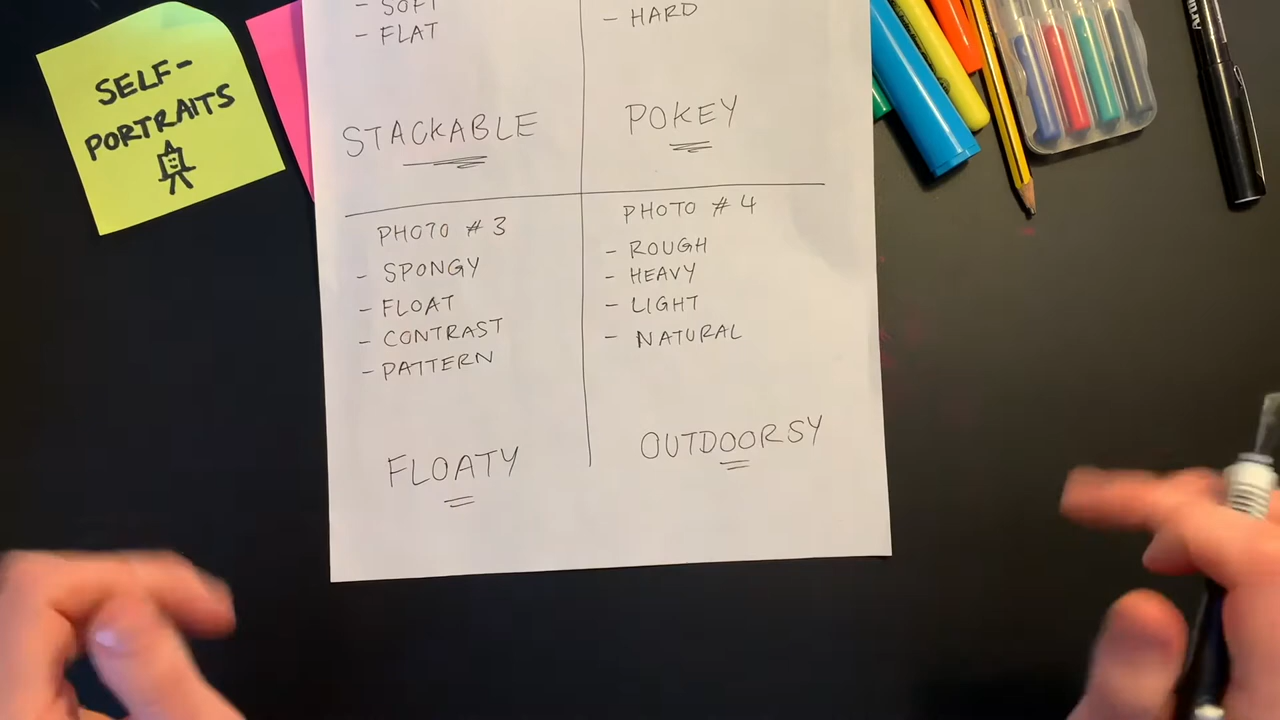 SELF-
PORTRAITS
- SOFT
- FLAT
STACKABLE
- HARD
POKEY
PHOTO # 3
- SPONGY
- FLOAT
- CONTRAST
- PATTERN
FLOATY
PHOTO # 4
- ROUGH
- HEAVY
- LIGHT
- NATURAL
OUTDOORSY